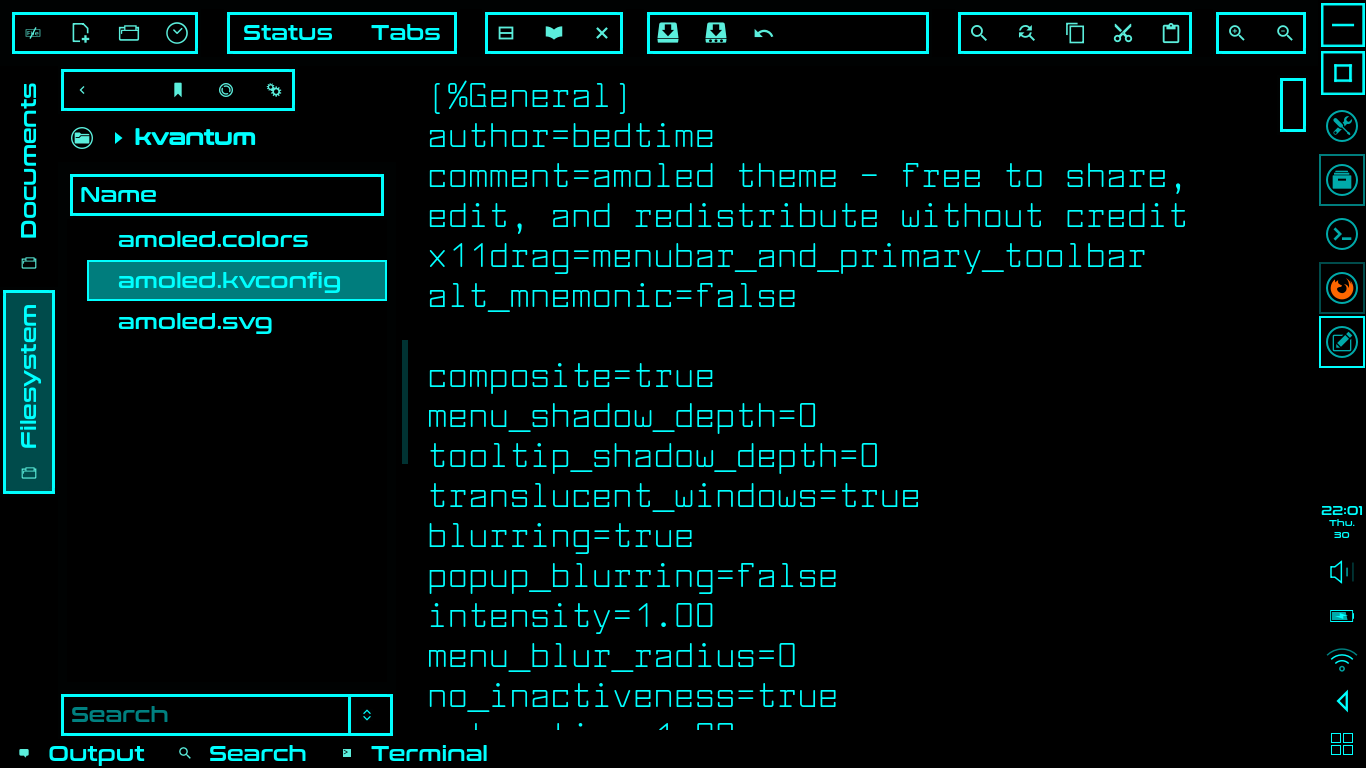 Status Tabs
Documents
Filesystem
kvantum
Name
amoled.colors
amoled.kvconfig
amoled.svg
Search
[%General]
author=bedtime
comment=amoled theme - free to share,
edit, and redistribute without credit
x11drag=menubar_and_primary_toolbar
alt_mnemonic=false
composite=true
menu_shadow_depth=0
tooltip_shadow_depth=0
translucent_windows=true
blurring=true
popup_blurring=false
intensity=1.00
menu_blur_radius=0
no_inactiveness=true
22:01
Thu.
30
Output Search Terminal